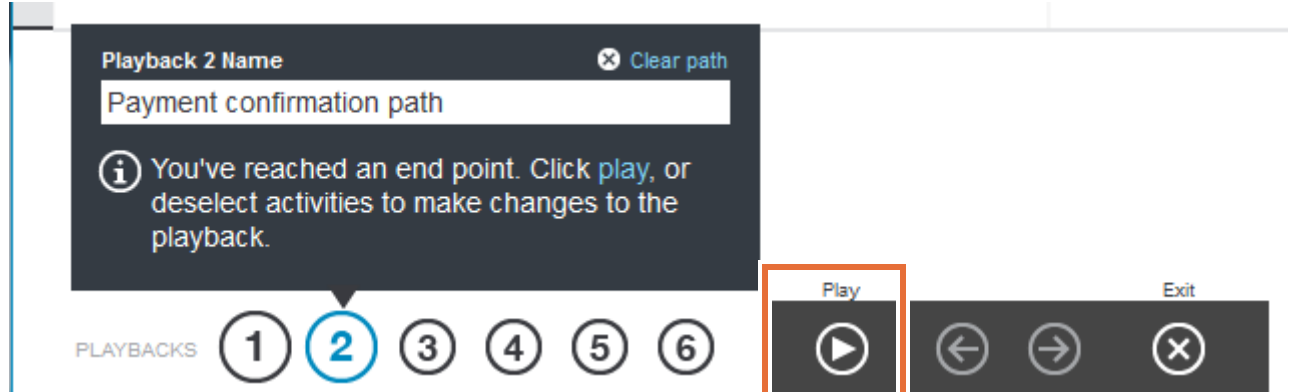 Playback 2 Name
Clear path
Payment confirmation path
You've reached an end point. Click play, or
deselect activities to make changes to the
playback.
Play
Exit
PLAYBACKS 1 2 3 4 5 6